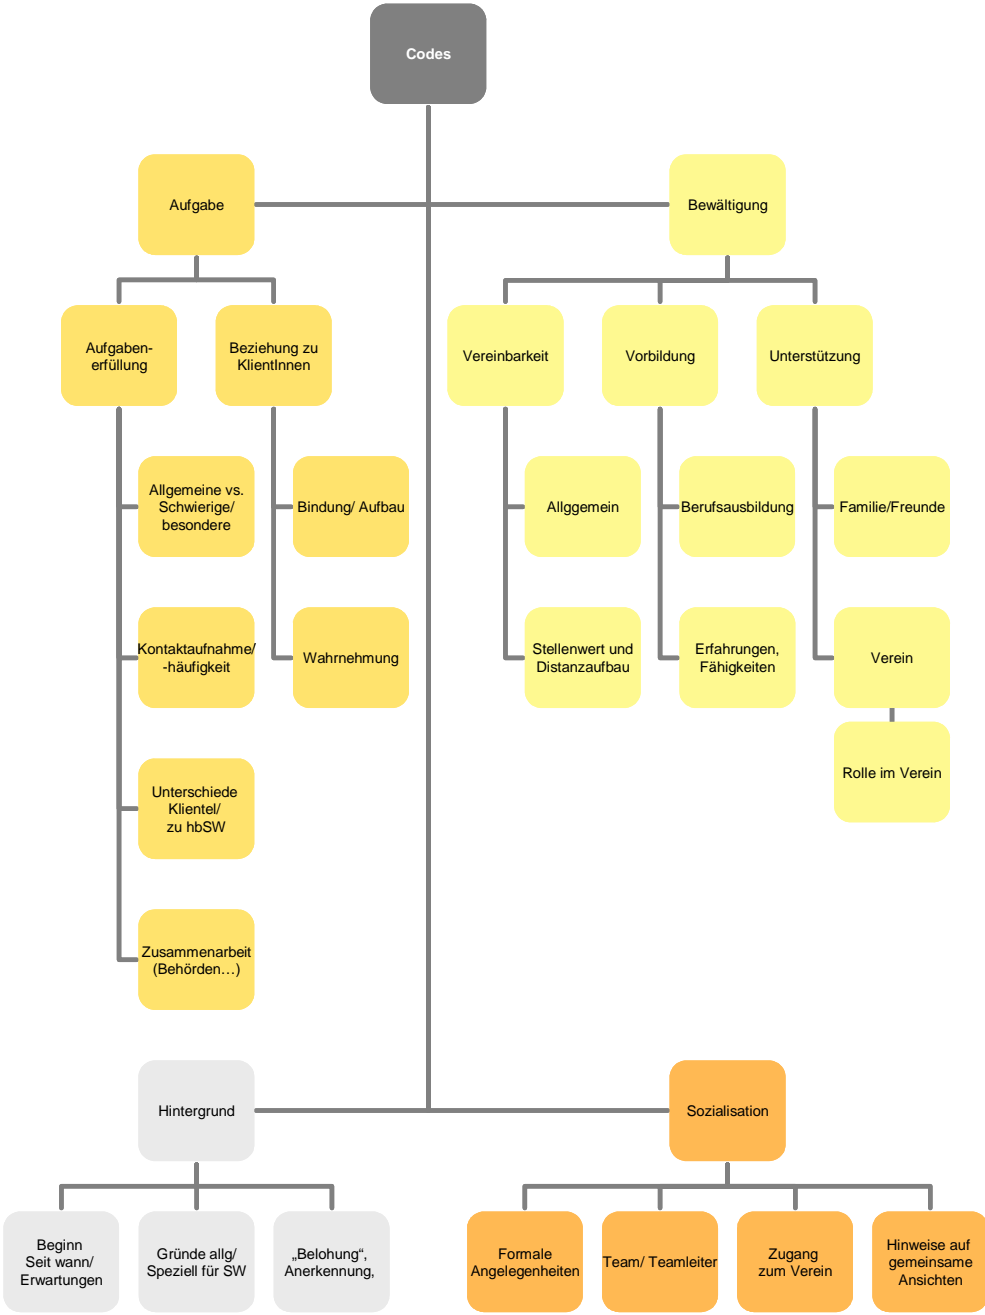 Codes
Aufgabe
Bewältigung
Aufgaben-
erfüllung
Beziehung zu
KlientInnen
Vereinbarkeit
Vorbildung
Unterstützung
Allgemeine vs.
Schwierige/
besondere
Bindung/ Aufbau
Allggemein
Berufsausbildung
Familie/Freunde
Kontaktaufnahme/
-häufigkeit
Wahrnehmung
Stellenwert und
Distanzaufbau
Erfahrungen,
Fähigkeiten
Verein
Rolle im Verein
Unterschiede
Klientel/
zu hbSW
Zusammenarbeit
(Behörden…)
Hintergrund
Sozialisation
Beginn
Seit wann/
Erwartungen
Gründe allg/
Speziell für SW
„Belohung“,
Anerkennung,
Formale
Angelegenheiten
Team/ Teamleiter
Zugang
zum Verein
Hinweise auf
gemeinsame
Ansichten